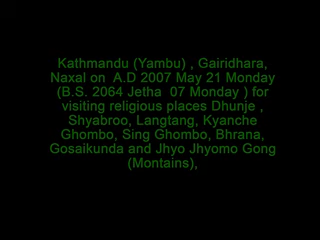 Kathmandu (Yambu) , Gairidhara,
Naxal on  A.D 2007 May 21 Monday
(B.S. 2064 Jetha  07 Monday ) for
visiting religious places Dhunje ,
Shyabroo, Langtang, Kyanche
Ghombo, Sing Ghombo, Bhrana,
Gosaikunda and Jhyo Jhyomo Gong
(Montains),